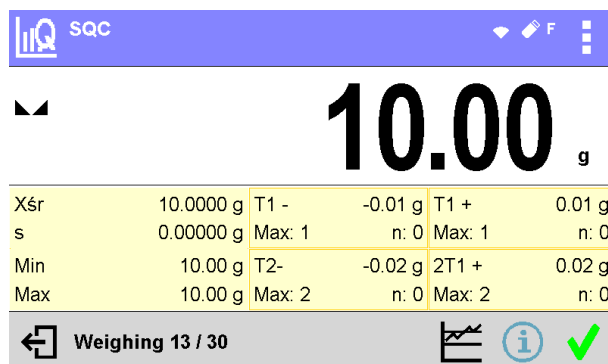 SQC F
10.00 g
Xśr 10.0000 g T1 - -0.01 g T1 + 0.01 g
s 0.00000 g Max: 1 n: 0 Max: 1 n: 0
Min 10.00 g T2- -0.02 g 2T1 + 0.02 g
Max 10.00 g Max: 2 n: 0 Max: 2 n: 0
Weighing 13 / 30